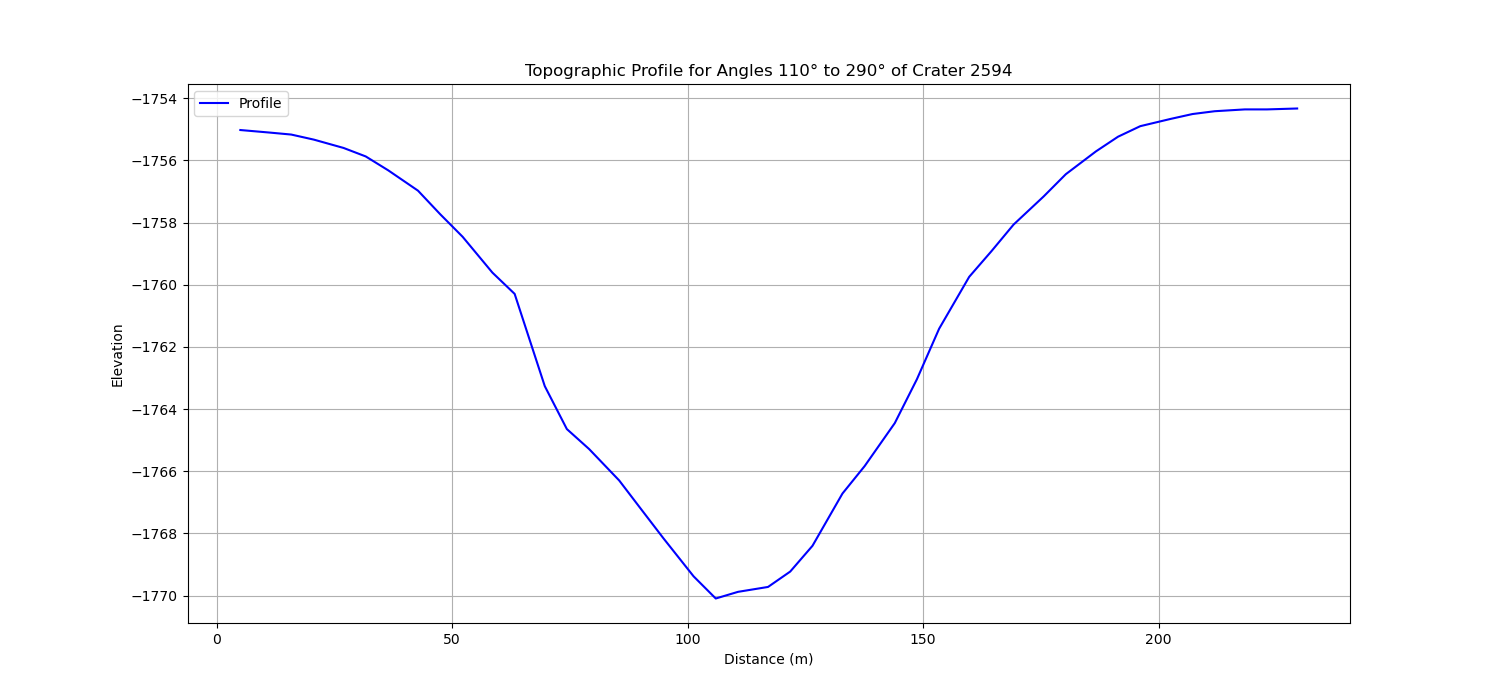 Topographic Profile for Angles 110° to 290° of Crater 2594
Profile
−1754
−1756
−1758
−1760
−1762
−1764
−1766
−1768
−1770
Elevation
0 50 100 150 200
Distance (m)